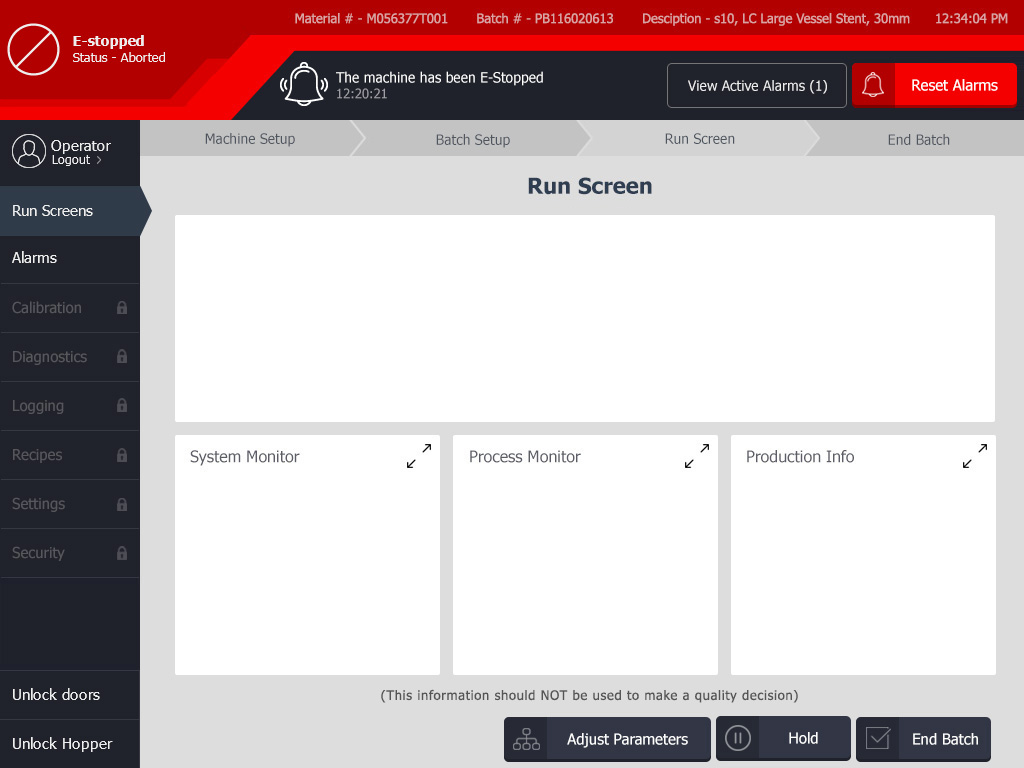 Material # - M056377T001 Batch # - PB116020613 Desciption - s10, LC Large Vessel Stent, 30mm 12:34:04 PM
E-stopped
Status - Aborted
The machine has been E-Stopped
12:20:21
View Active Alarms (1)
Reset Alarms
Operator
Logout
Machine Setup
Batch Setup
Run Screen
End Batch
Run Screens
Alarms
Calibration
Diagnostics
Logging
Recipes
Settings
Security
Unlock doors
Unlock Hopper
Run Screen
System Monitor
Process Monitor
Production Info
(This information should NOT be used to make a quality decision)
Adjust Parameters
Hold
End Batch